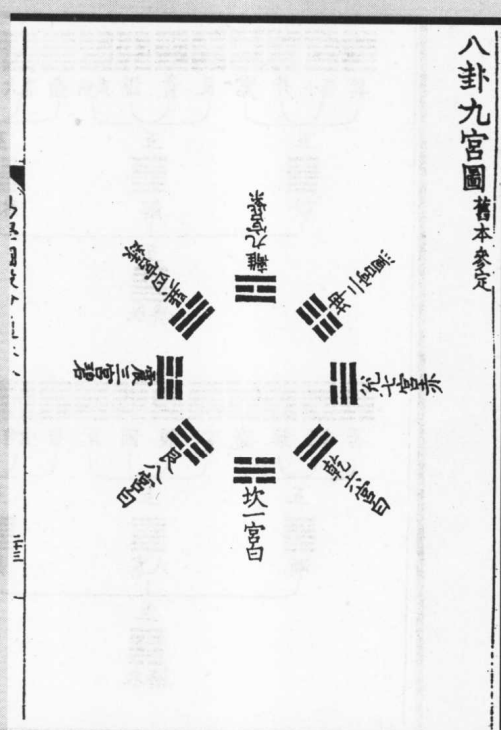 八卦九宮圖 舊本參定
離九宮紫
坤二宮黑
兌七宮赤
乾六宮白
坎一宮白
艮八宮白
震三宮碧
巽四宮綠